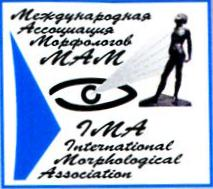 Международная
Ассоциация
Морфологов
МАМ
IMA
International
Morphological
Association